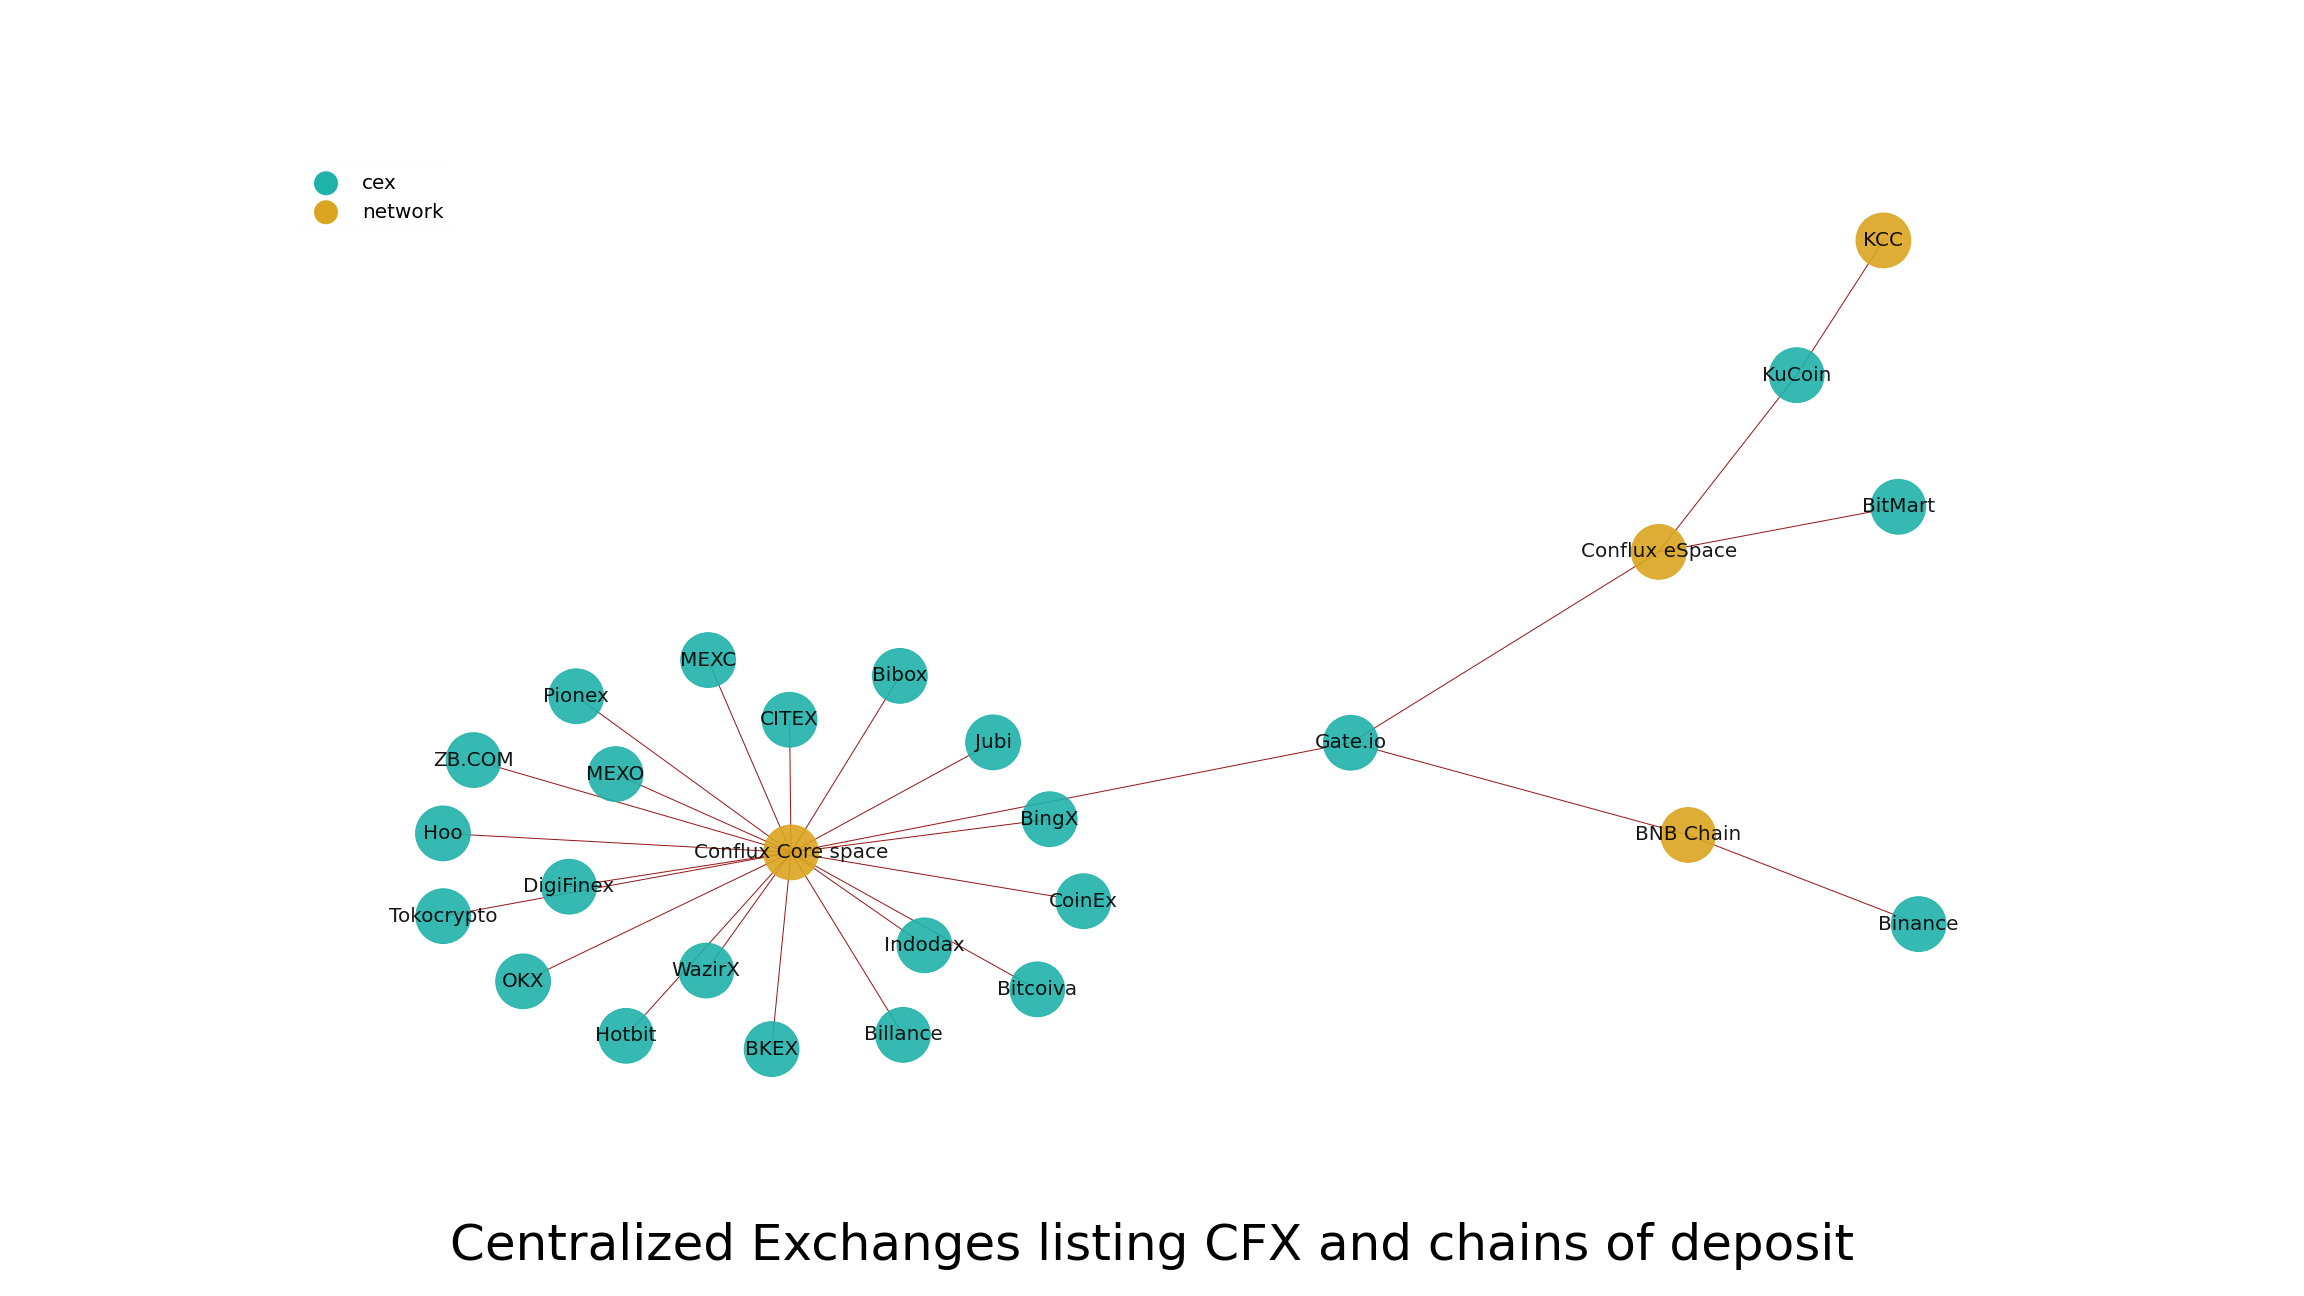 cex
network
KCC
KuCoin
BitMart
Conflux eSpace
MEXC
Bibox
Pionex
CITEX
Jubi
Gate.io
ZB.COM
MEXO
BingX
Hoo
BNB Chain
Conflux Core space
DigiFinex
CoinEx
Tokocrypto
Binance
Indodax
WazirX
OKX
Bitcoiva
Hotbit
Billance
BKEX
Centralized Exchanges listing CFX and chains of deposit